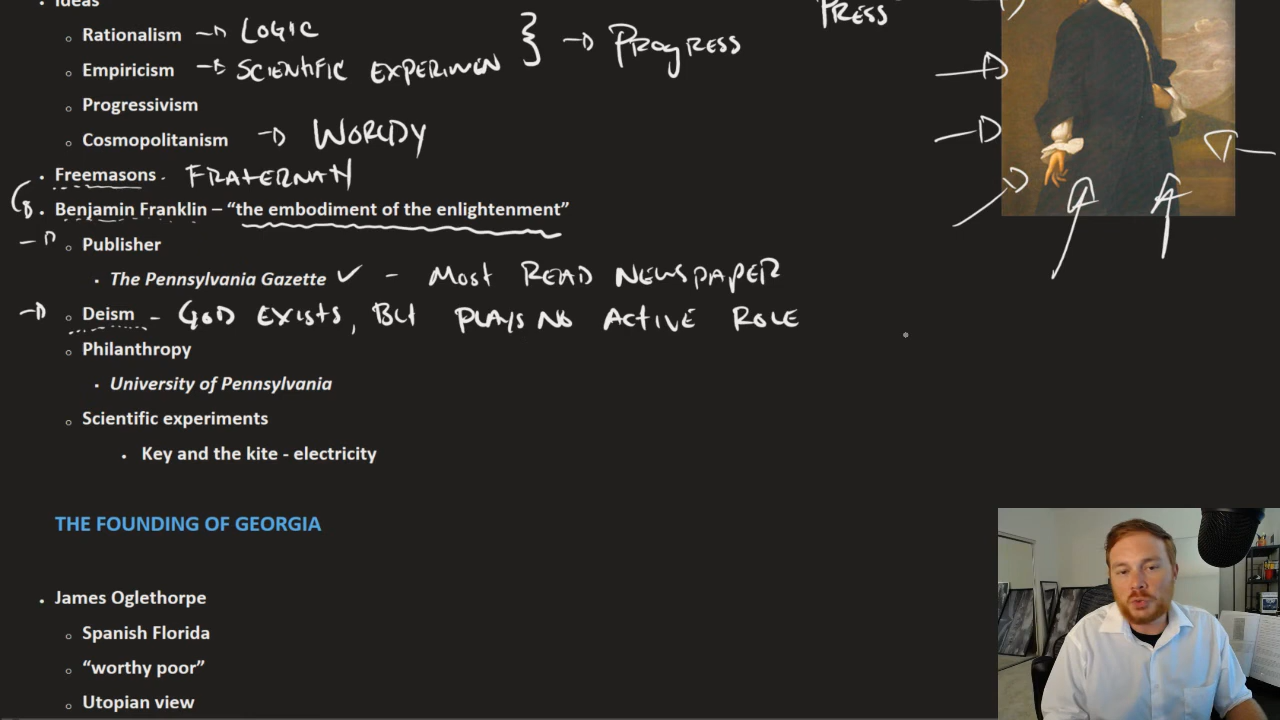 Ideas
PRESS
Rationalism → LOGIC
Empiricism → SCIENTIFIC EXPERIMEN } → PROGRESS
Progressivism
Cosmopolitanism → WORLDY
Freemasons - FRATERNAH
Benjamin Franklin – “the embodiment of the enlightenment”
Publisher
The Pennsylvania Gazette ✓ - MOST READ NEWSPAPER
Deism - GOD EXISTS, BUT PLAYS NO ACTIVE ROLE
Philanthropy
University of Pennsylvania
Scientific experiments
Key and the kite - electricity
THE FOUNDING OF GEORGIA
James Oglethorpe
Spanish Florida
“worthy poor”
Utopian view